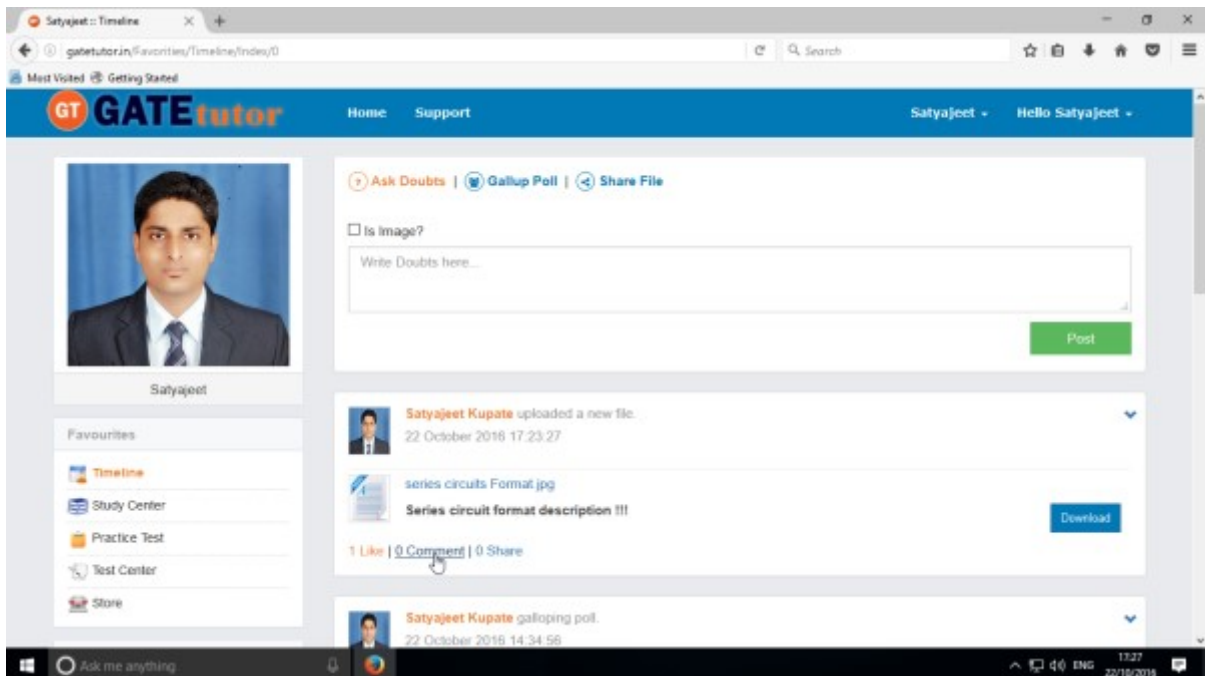 Satyajeet :: Timeline
gatetutor.in/Favorities/Timeline/Index/0
Search
Most Visited Getting Started
GT GATEtutor Home Support Satyajeet Hello Satyajeet
Ask Doubts | Gallup Poll | Share File
Is Image?
Write Doubts here...
Post
Satyajeet
Favourites
Timeline
Study Center
Practice Test
Test Center
Store
Satyajeet Kupate uploaded a new file.
22 October 2016 17:23:27
series circuits Format.jpg
Series circuit format description !!!
Download
1 Like | 0 Comment | 0 Share
Satyajeet Kupate galloping poll.
22 October 2016 14:34:56
Ask me anything
ENG
17:27
22/10/2016